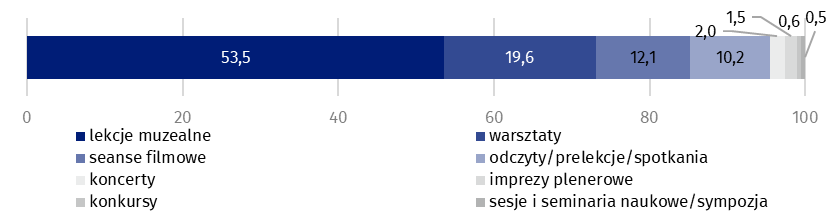 1,5 0,6 0,5
2,0
53,5 19,6 12,1 10,2
0 20 40 60 80 100
lekcje muzealne warsztaty
seanse filmowe odczyty/prelekcje/spotkania
koncerty imprezy plenerowe
konkursy sesje i seminaria naukowe/sympozja